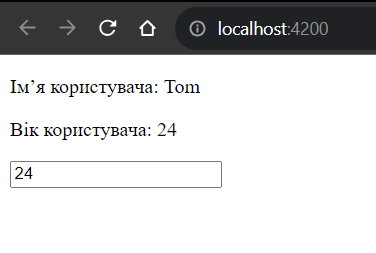 localhost:4200
Ім’я користувача: Tom
Вік користувача: 24
24